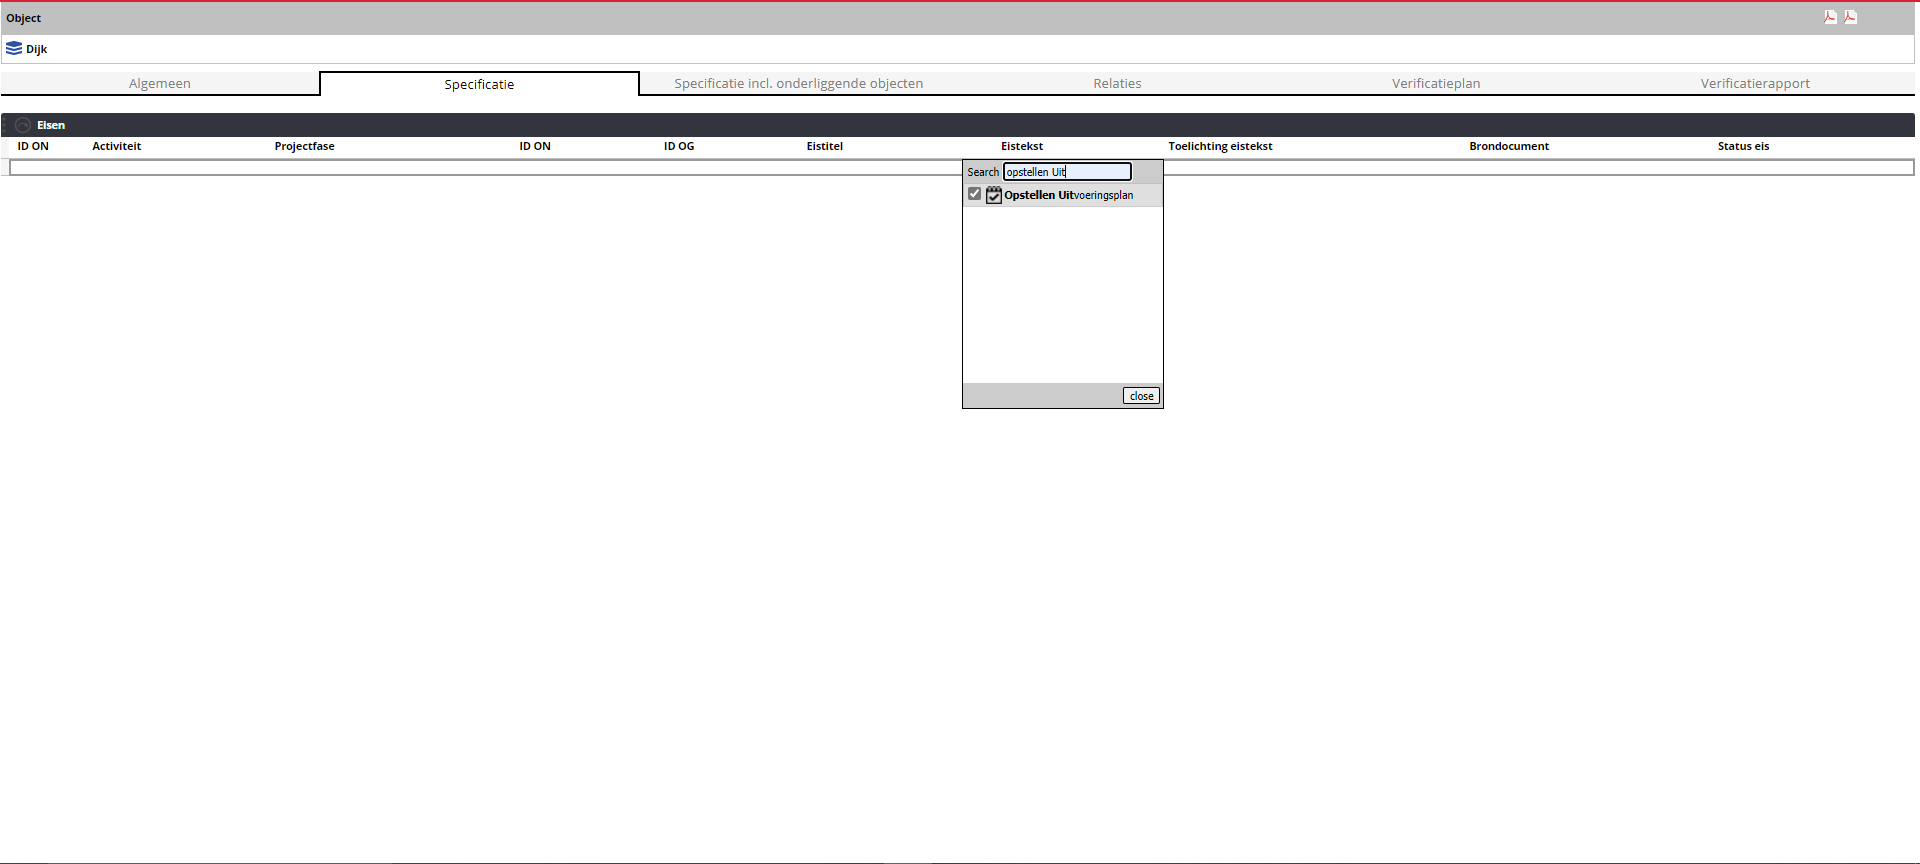 Object
Dijk
Algemeen Specificatie Specificatie incl. onderliggende objecten Relaties Verificatieplan Verificatierapport
Eisen
ID ON Activiteit Projectfase ID ON ID OG Eistitel Eistekst Toelichting eistekst Brondocument Status eis
Search opstellen Uit
Opstellen Uitvoeringsplan
close